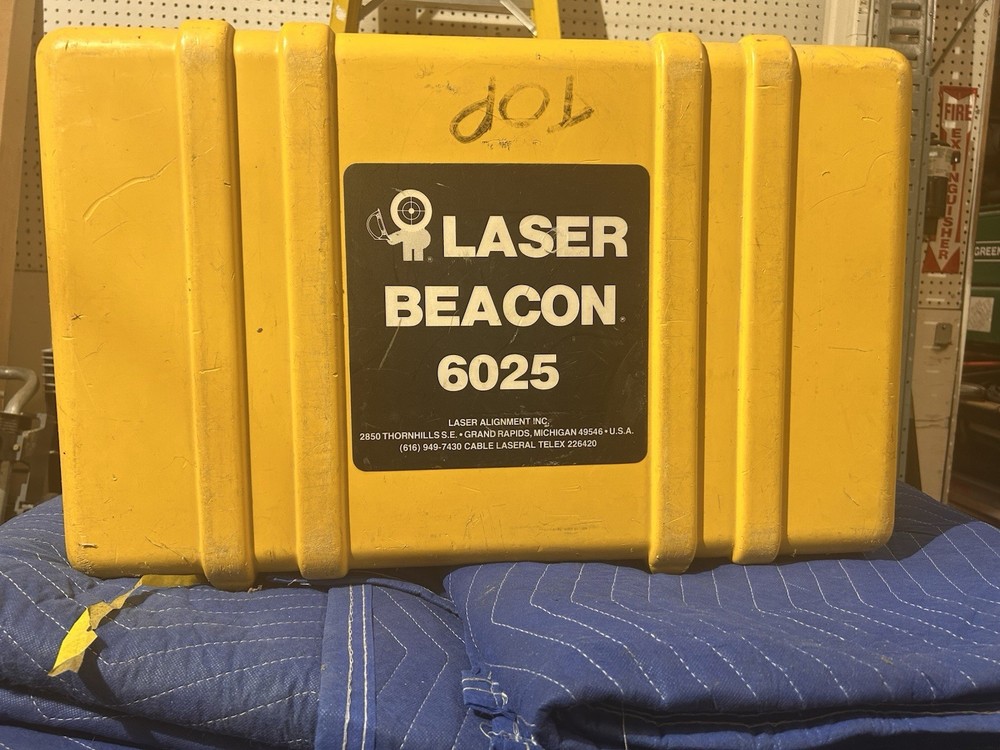 TOP
LASER
BEACON
6025
LASER ALIGNMENT INC.
2850 THORNHILLS S.E. • GRAND RAPIDS, MICHIGAN 49546 • U.S.A.
(616) 949-7430 CABLE LASERAL TELEX 226420
FIRE
EXTINGUISHER
GREEN